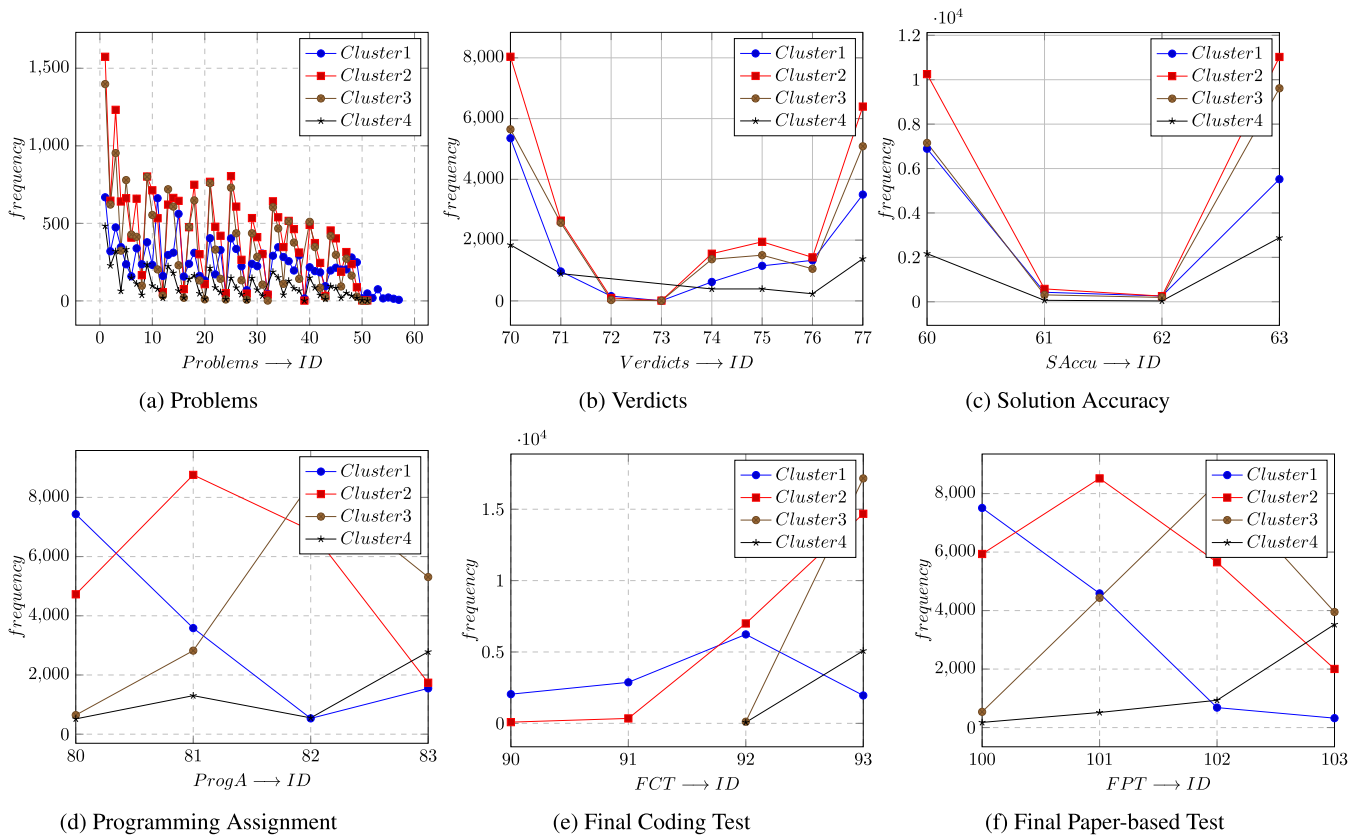 frequency
1,500
1,000
500
0
0 10 20 30 40 50 60
Problems → ID
Cluster1
Cluster2
Cluster3
Cluster4
(a) Problems
frequency
8,000
6,000
4,000
2,000
0
70 71 72 73 74 75 76 77
Verdicts → ID
Cluster1
Cluster2
Cluster3
Cluster4
(b) Verdicts
·10⁴
frequency
1.2
1
0.8
0.6
0.4
0.2
0
60 61 62 63
SAccu → ID
Cluster1
Cluster2
Cluster3
Cluster4
(c) Solution Accuracy
frequency
8,000
6,000
4,000
2,000
0
80 81 82 83
ProgA → ID
Cluster1
Cluster2
Cluster3
Cluster4
(d) Programming Assignment
·10⁴
frequency
1.5
1
0.5
0
90 91 92 93
FCT → ID
Cluster1
Cluster2
Cluster3
Cluster4
(e) Final Coding Test
frequency
8,000
6,000
4,000
2,000
0
100 101 102 103
FPT → ID
Cluster1
Cluster2
Cluster3
Cluster4
(f) Final Paper-based Test